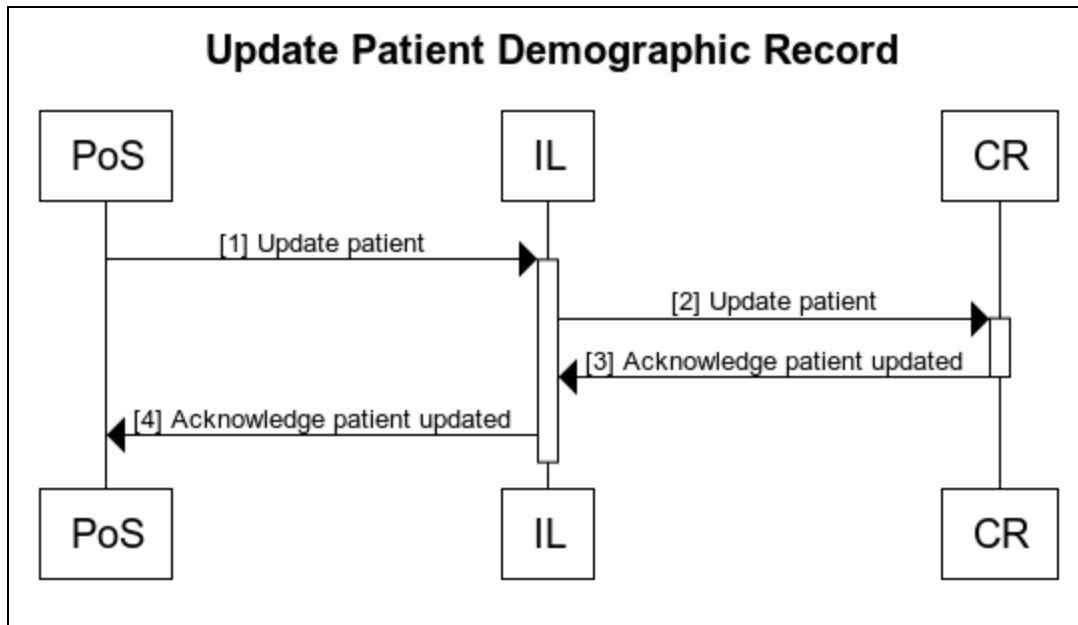 Update Patient Demographic Record
PoS
IL
CR
[1] Update patient
[2] Update patient
[3] Acknowledge patient updated
[4] Acknowledge patient updated
PoS
IL
CR